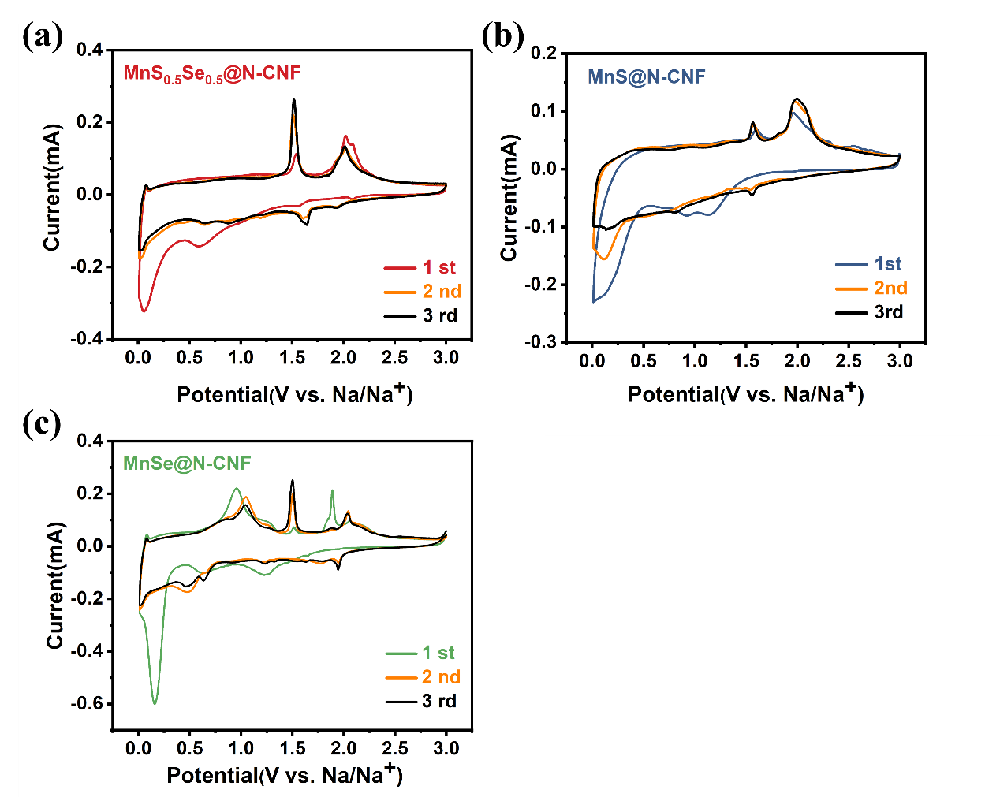 (a)
0.4
0.2
0.0
-0.2
-0.4
Current(mA)
MnS0.5Se0.5@N-CNF
1 st
2 nd
3 rd
0.0 0.5 1.0 1.5 2.0 2.5 3.0
Potential(V vs. Na/Na+)
(b)
0.2
0.1
0.0
-0.1
-0.2
-0.3
Current(mA)
MnS@N-CNF
1st
2nd
3rd
0.0 0.5 1.0 1.5 2.0 2.5 3.0
Potential(V vs. Na/Na+)
(c)
0.4
0.2
0.0
-0.2
-0.4
-0.6
Current(mA)
MnSe@N-CNF
1 st
2 nd
3 rd
0.0 0.5 1.0 1.5 2.0 2.5 3.0
Potential(V vs. Na/Na+)